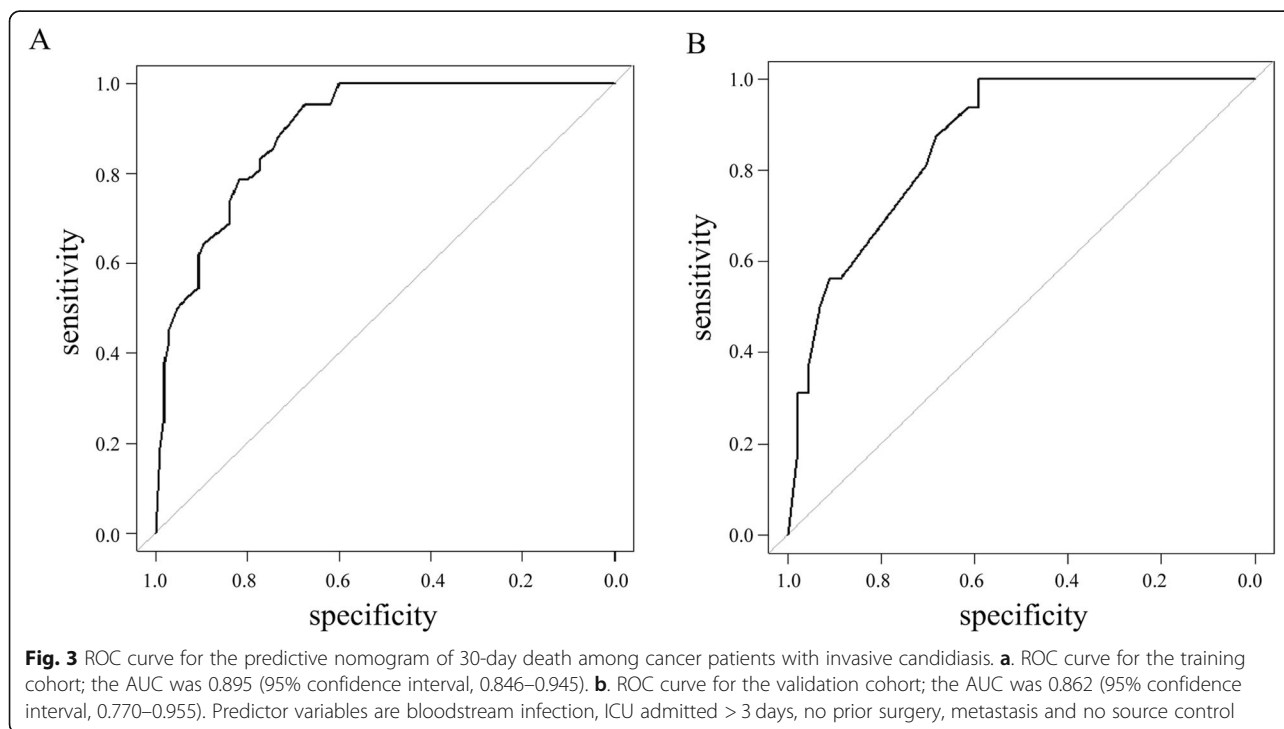 A
1.0
0.8
0.6
0.4
0.2
0.0
sensitivity
1.0
0.8
0.6
0.4
0.2
0.0
specificity
B
1.0
0.8
0.6
0.4
0.2
0.0
sensitivity
1.0
0.8
0.6
0.4
0.2
0.0
specificity
Fig. 3 ROC curve for the predictive nomogram of 30-day death among cancer patients with invasive candidiasis. a. ROC curve for the training
cohort; the AUC was 0.895 (95% confidence interval, 0.846–0.945). b. ROC curve for the validation cohort; the AUC was 0.862 (95% confidence
interval, 0.770–0.955). Predictor variables are bloodstream infection, ICU admitted > 3 days, no prior surgery, metastasis and no source control